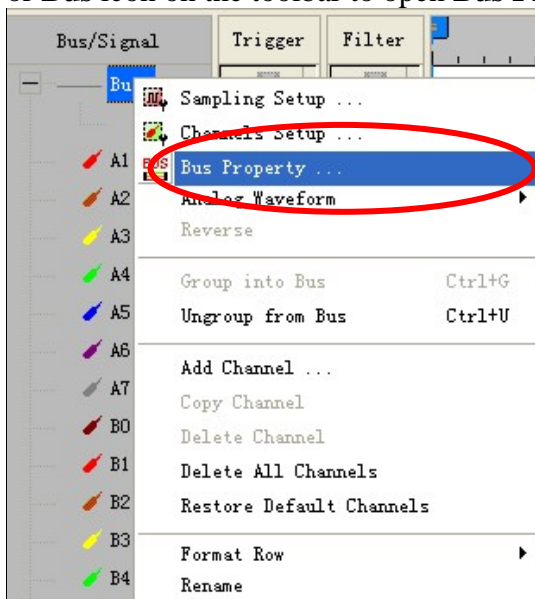 Bus/Signal Trigger Filter
Bu
Sampling Setup ...
Channels Setup ...
A1 BUS Bus Property ...
A2 Analog Waveform
A3 Reverse
A4 Group into Bus Ctrl+G
A5 Ungroup from Bus Ctrl+U
A6
Add Channel ...
A7 Copy Channel
B0 Delete Channel
B1 Delete All Channels
B2 Restore Default Channels
B3 Format Row
B4 Rename